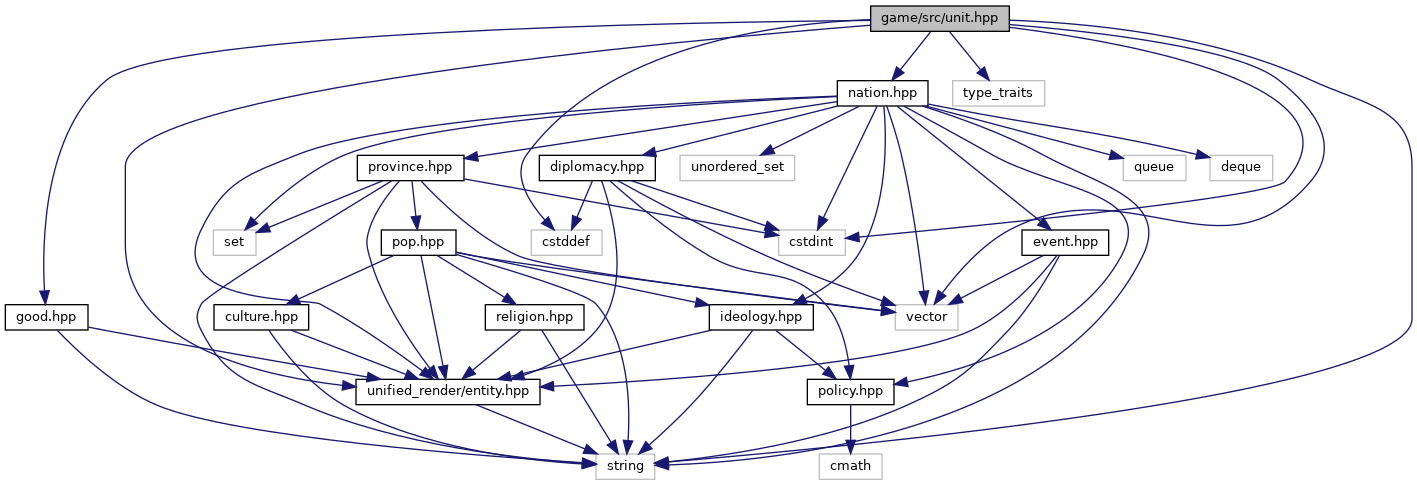 game/src/unit.hpp
nation.hpp
type_traits
province.hpp
diplomacy.hpp
unordered_set
queue
deque
set
pop.hpp
cstddef
cstdint
event.hpp
good.hpp
culture.hpp
religion.hpp
ideology.hpp
vector
unified_render/entity.hpp
policy.hpp
string
cmath